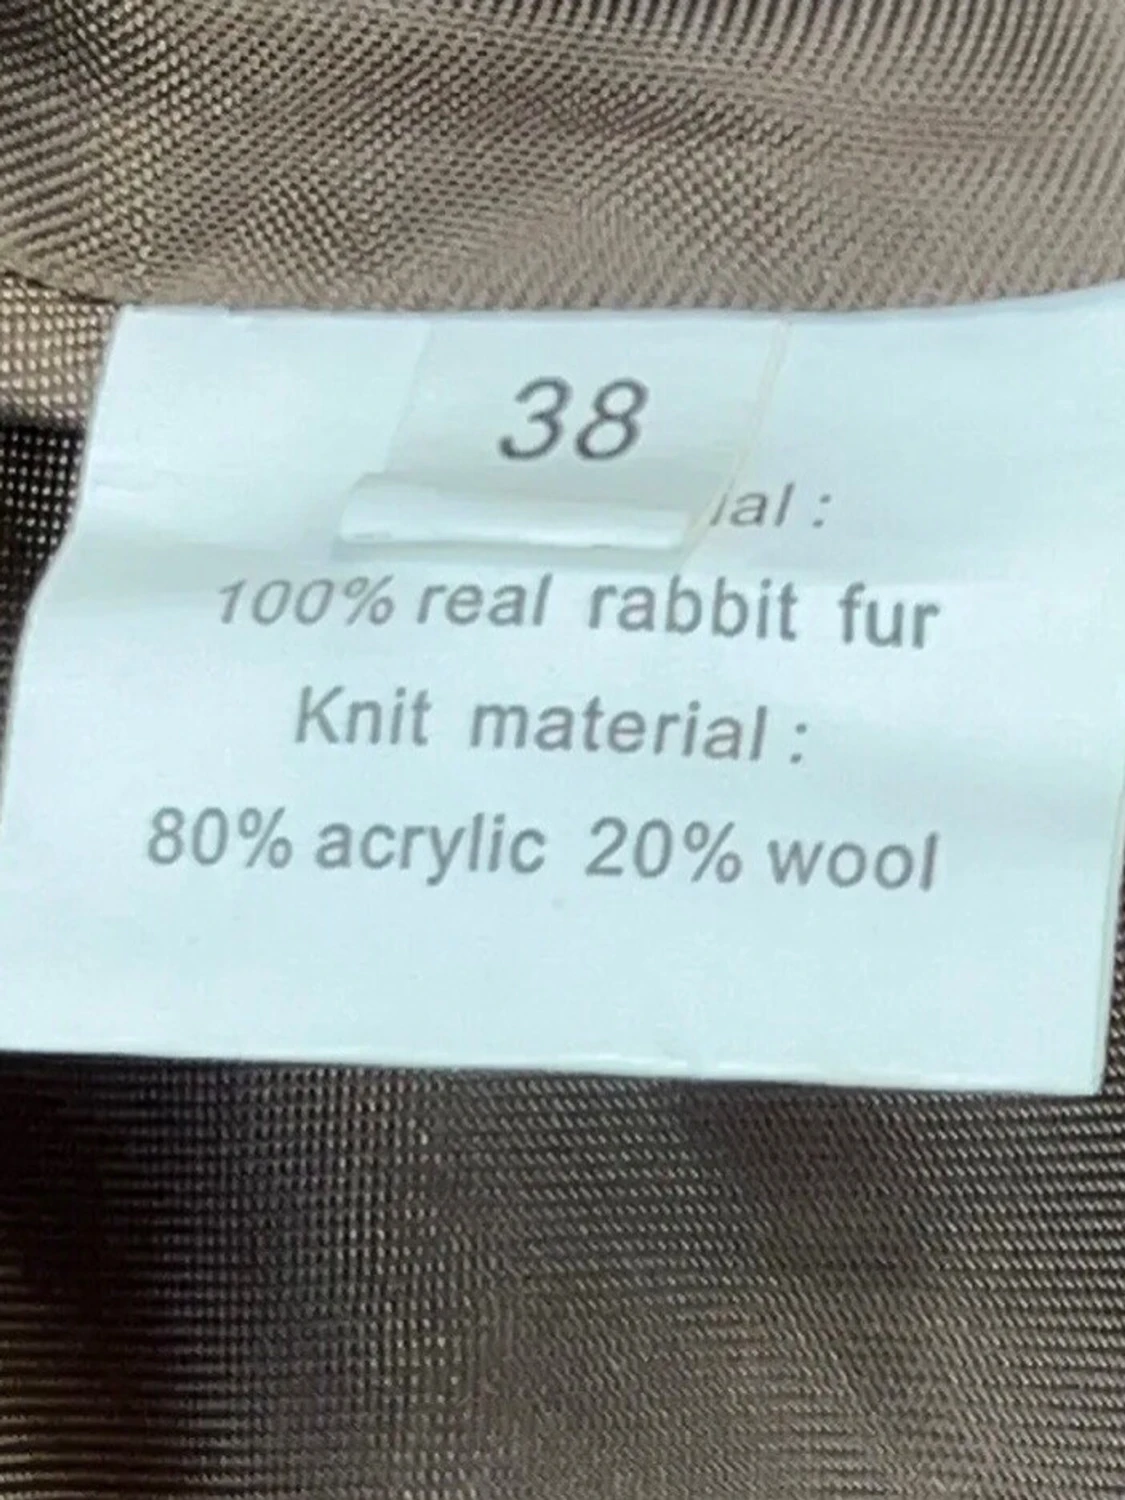 38
ial :
100% real rabbit fur
Knit material :
80% acrylic 20% wool